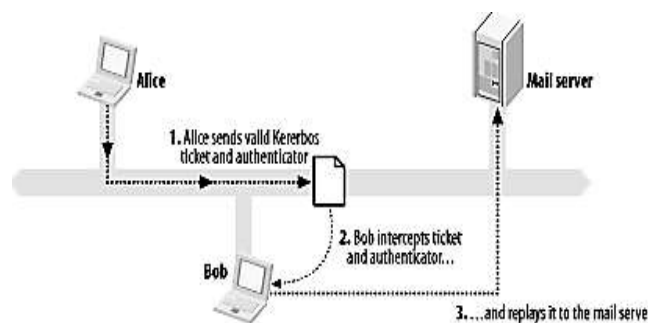 Alice
Mail server
1. Alice sends valid Kererbos
ticket and authenticator
2. Bob intercepts ticket
and authenticator...
Bob
3. ...and replays it to the mail serve